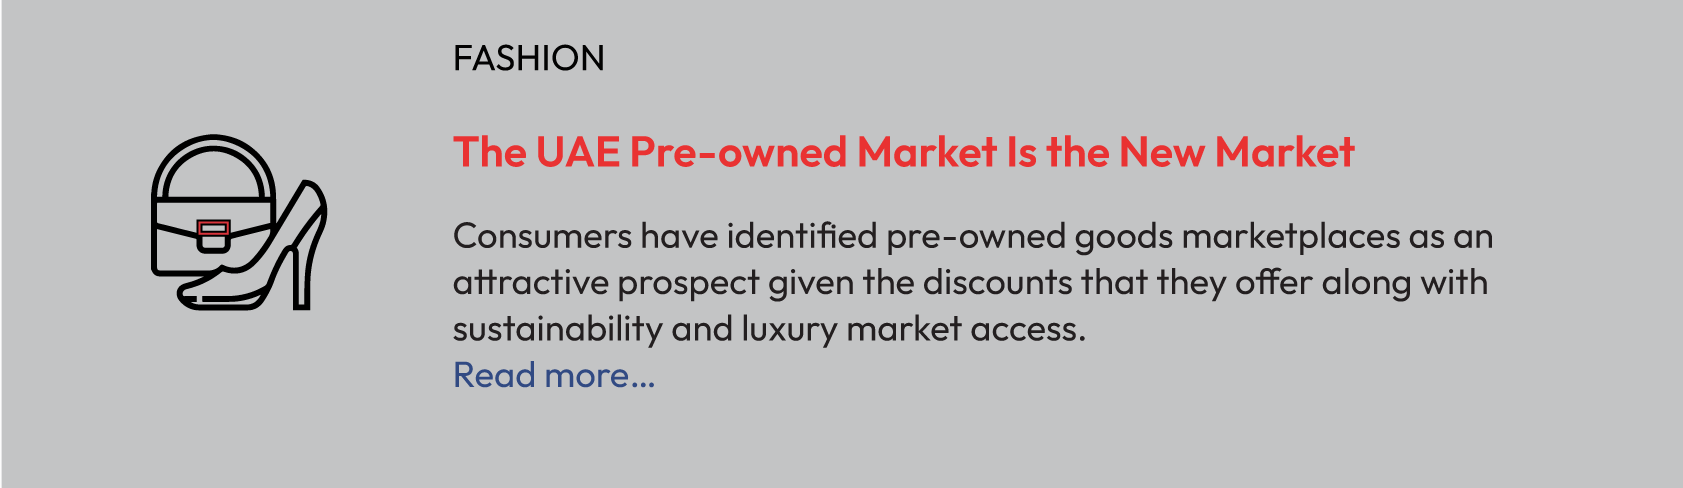 FASHION
The UAE Pre-owned Market Is the New Market
Consumers have identified pre-owned goods marketplaces as an
attractive prospect given the discounts that they offer along with
sustainability and luxury market access.
Read more...